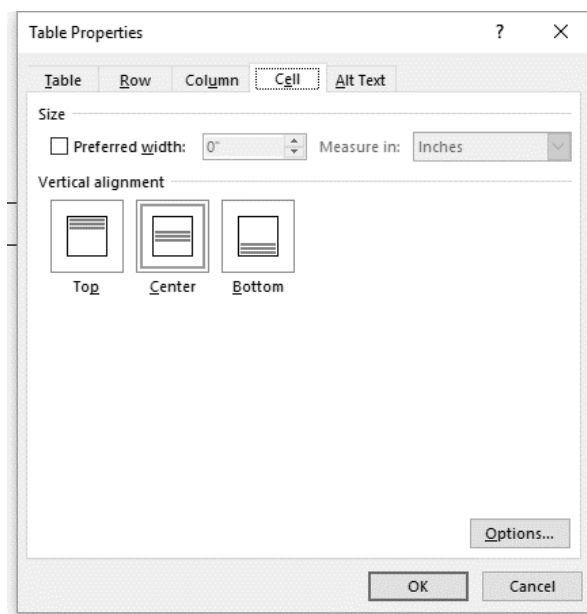 Table Properties ?
Table Row Column Cell Alt Text
Size
Preferred width: 0" Measure in: Inches
Vertical alignment
Top Center Bottom
Options...
OK Cancel